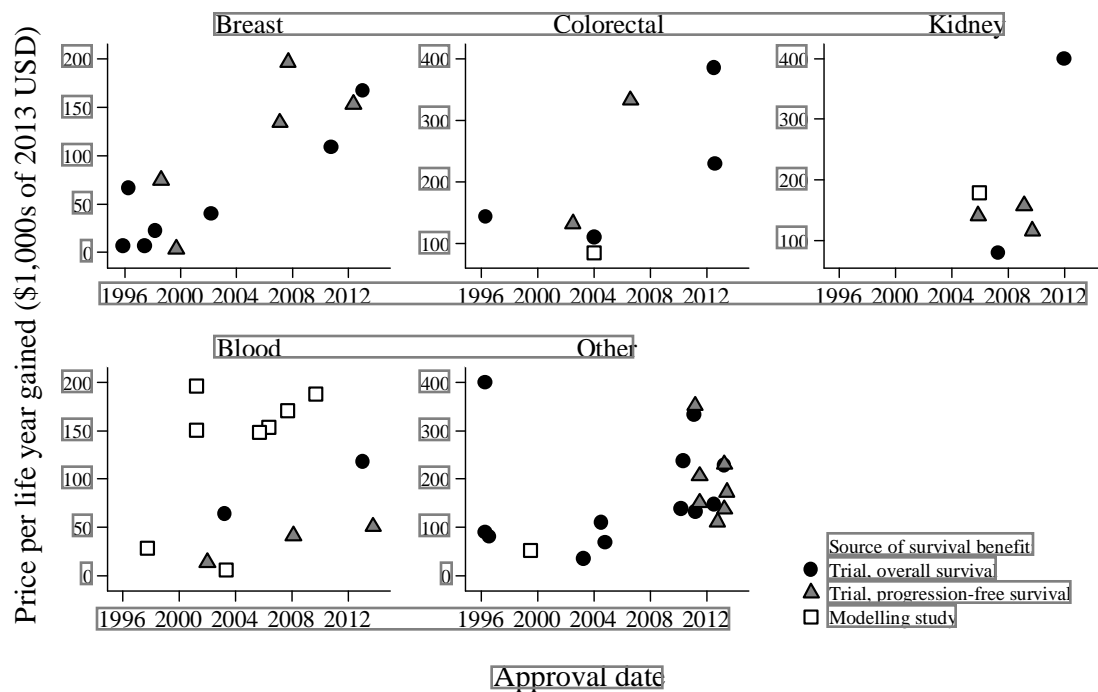 Price per life year gained ($1,000s of 2013 USD)
Breast Colorectal Kidney
200 400 400
150 300 300
100 200 200
50 100 100
0
1996 2000 2004 2008 2012 1996 2000 2004 2008 2012 1996 2000 2004 2008 2012
Blood Other
200 400
150 300
100 200
50 100
0 0
1996 2000 2004 2008 2012 1996 2000 2004 2008 2012
Source of survival benefit
Trial, overall survival
Trial, progression-free survival
Modelling study
Approval date